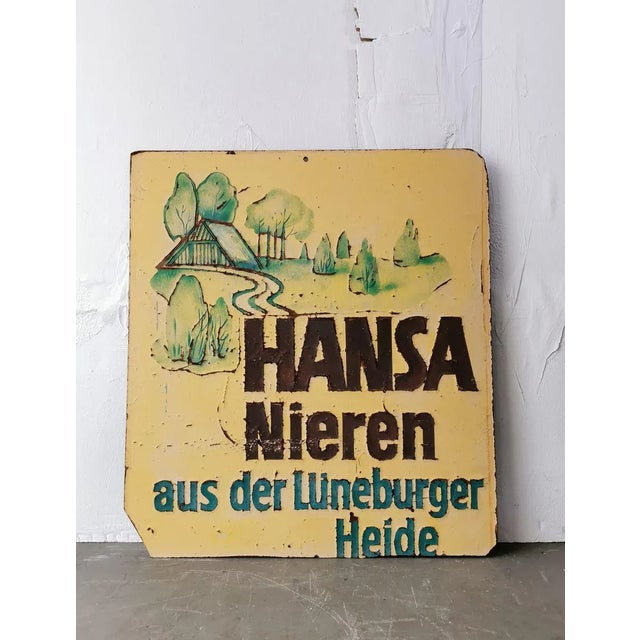 HANSA
Nieren
aus der Lüneburger
Heide